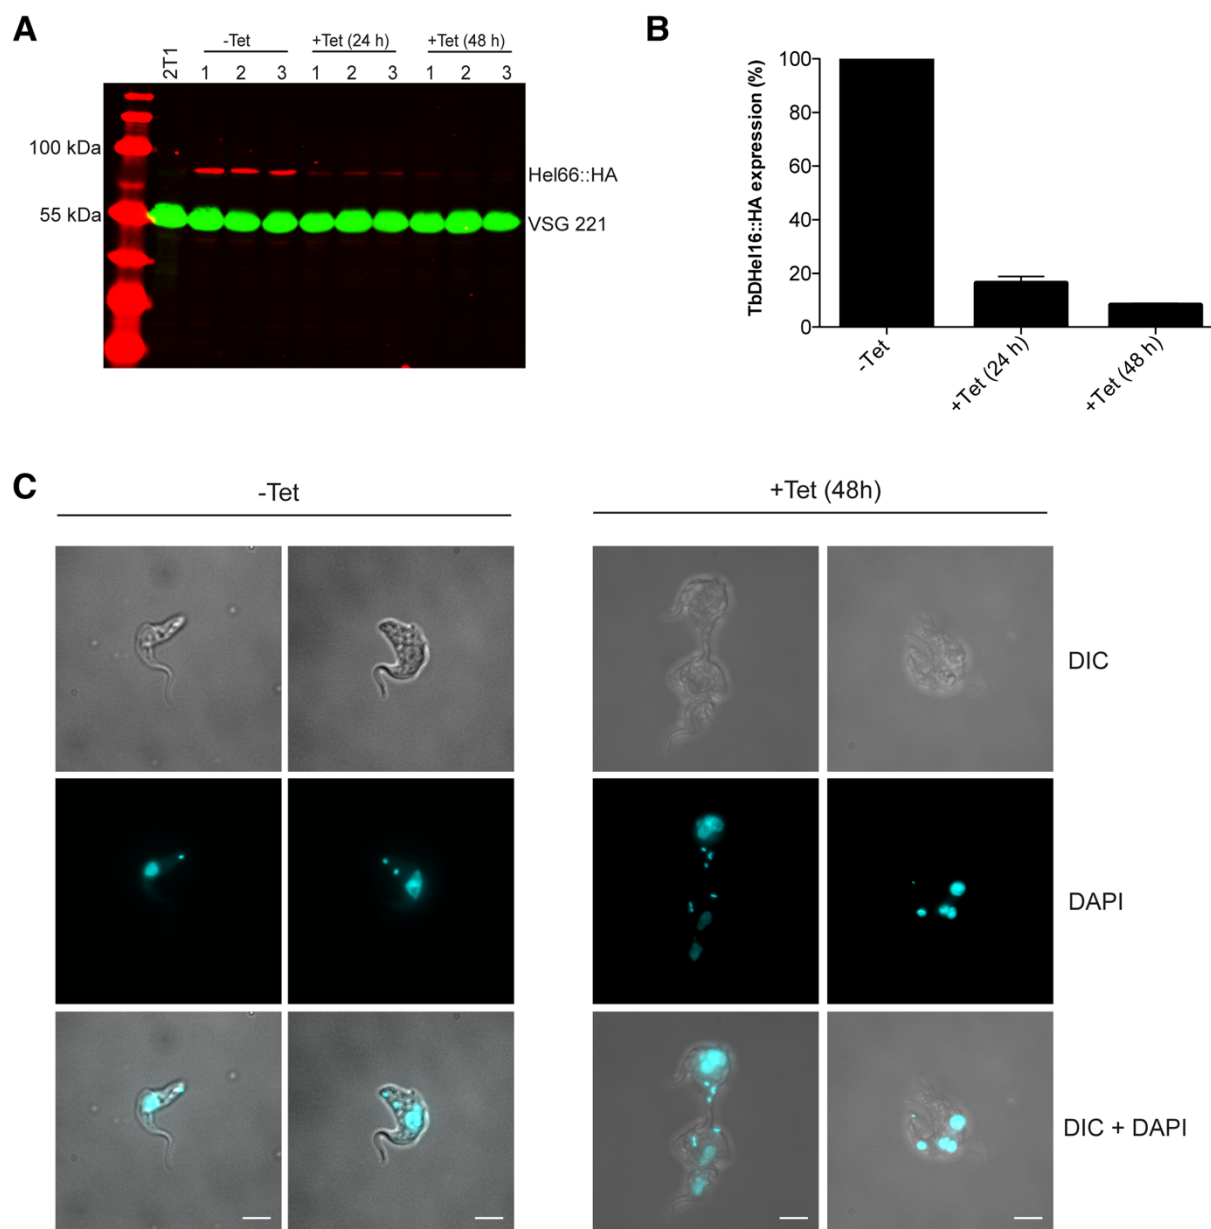 A
-Tet
+Tet (24 h)
+Tet (48 h)
2T1
1
2
3
1
2
3
1
2
3
100 kDa
55 kDa
Hel66::HA
VSG 221
B
TbDHel16::HA expression (%)
100
80
60
40
20
0
-Tet
+Tet (24 h)
+Tet (48 h)
C
-Tet
+Tet (48h)
DIC
DAPI
DIC + DAPI